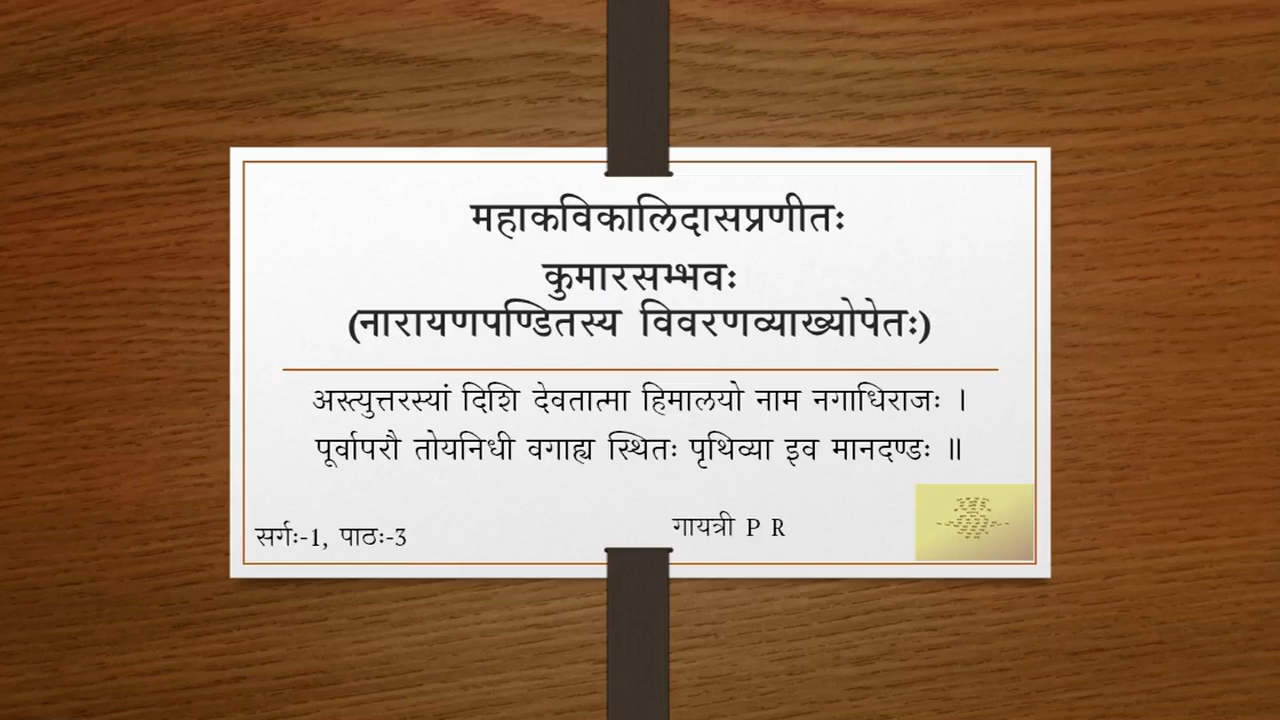 महाकविकालिदासप्रणीतः
कुमारसम्भवः
(नारायणपण्डितस्य विवरणव्याख्योपेतः)
अस्त्युत्तरस्यां दिशि देवतात्मा हिमालयो नाम नगाधिराजः ।
पूर्वापरौ तोयनिधी वगाह्य स्थितः पृथिव्या इव मानदण्डः ॥
सर्गः-1, पाठः-3
गायत्री P R